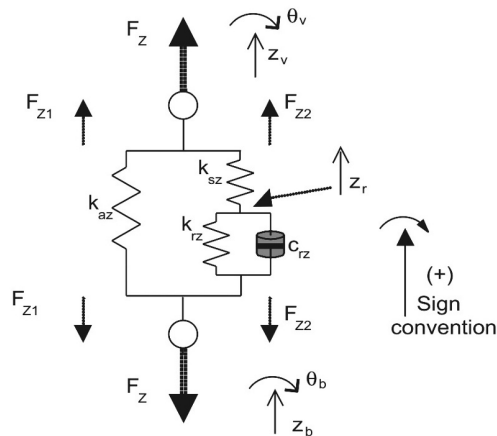 F_Z θ_v
z_v
F_Z1 F_Z2
k_sz z_r
k_az k_rz c_rz
(+)
Sign
convention
F_Z1 F_Z2
F_Z θ_b
z_b